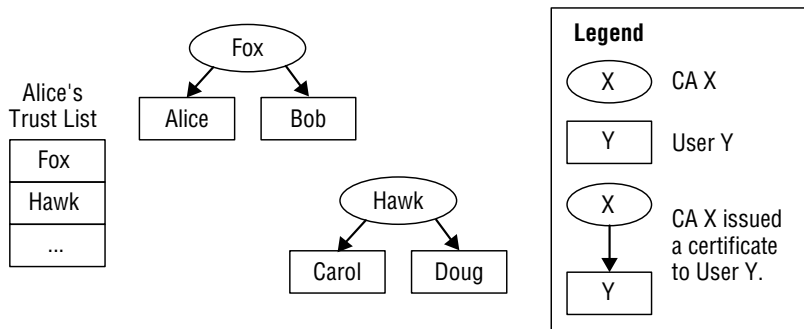 Fox
Alice
Bob
Alice's
Trust List
Fox
Hawk
...
Hawk
Carol
Doug
Legend
X
CA X
Y
User Y
X
CA X issued
a certificate
to User Y.
Y